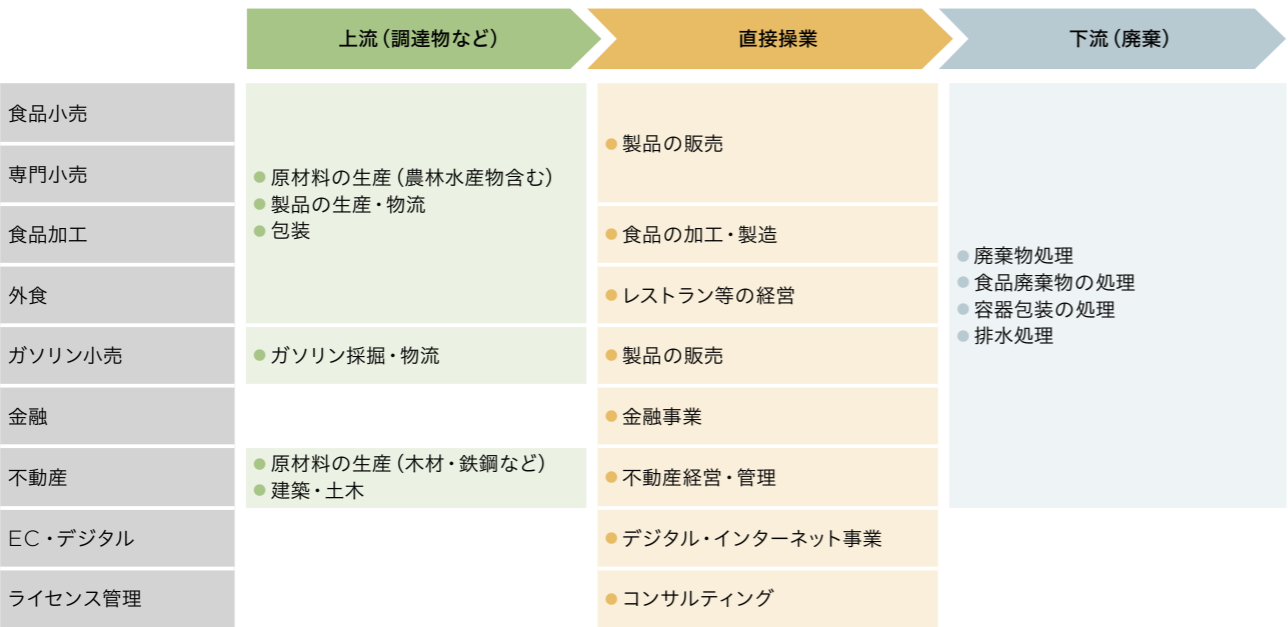 上流（調達物など）
直接操業
下流（廃棄）
食品小売
専門小売
食品加工
外食
ガソリン小売
金融
不動産
EC・デジタル
ライセンス管理
●原材料の生産（農林水産物含む）
●製品の生産・物流
●包装
●ガソリン採掘・物流
●原材料の生産（木材・鉄鋼など）
●建築・土木
●製品の販売
●食品の加工・製造
●レストラン等の経営
●製品の販売
●金融事業
●不動産経営・管理
●デジタル・インターネット事業
●コンサルティング
●廃棄物処理
●食品廃棄物の処理
●容器包装の処理
●排水処理